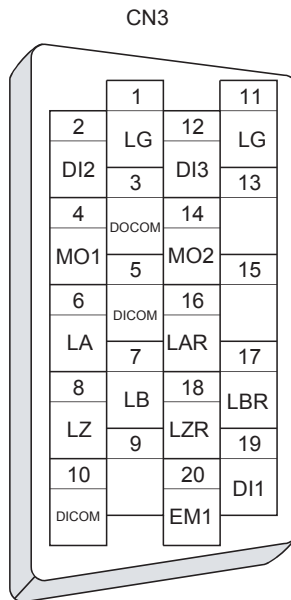 CN3
1 11
2 LG 12 LG
DI2 3 DI3 13
4 DOCOM 14
MO1 5 MO2 15
6 DICOM 16
LA 7 LAR 17
8 LB 18 LBR
LZ 9 LZR 19
10 20 DI1
DICOM EM1